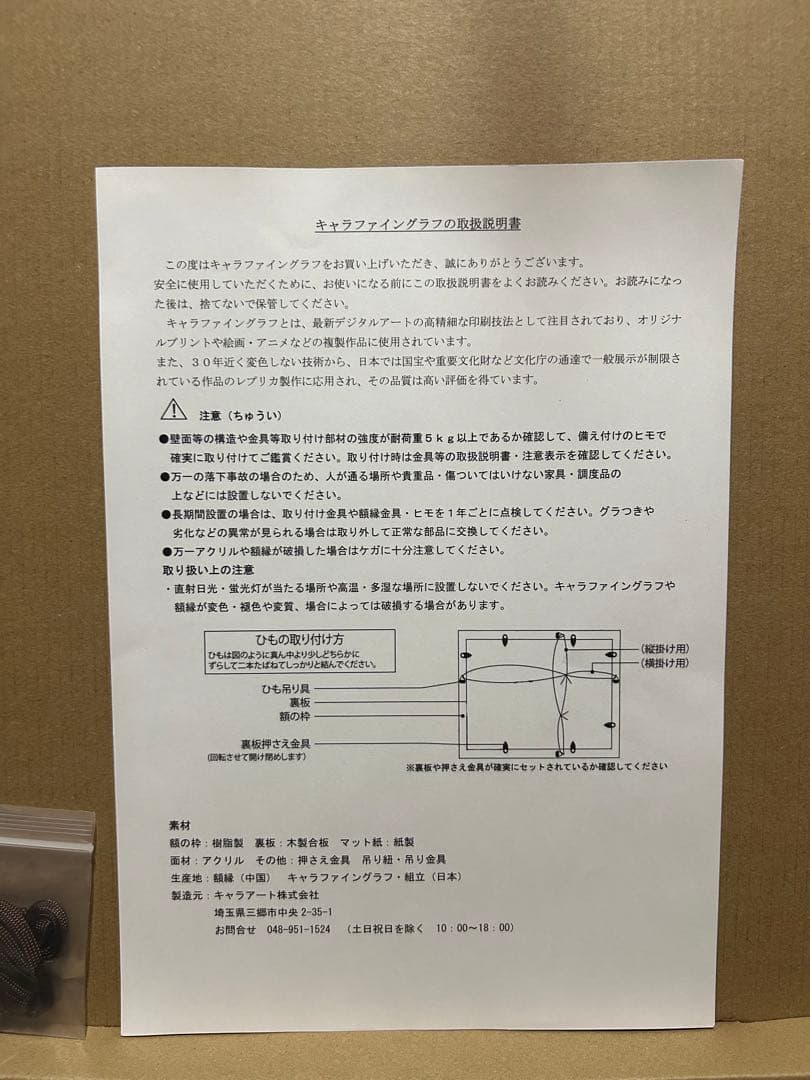 キャラファイングラフの取扱説明書
この度はキャラファイングラフをお買い上げいただき、誠にありがとうございます。
安全に使用していただくために、お使いになる前にこの取扱説明書をよくお読みください。お読みになっ
た後は、捨てないで保管してください。
キャラファイングラフとは、最新デジタルアートの高精細な印刷技法として注目されており、オリジナ
ルプリントや絵画・アニメなどの複製作品に使用されています。
また、３０年近く変色しない技術から、日本では国宝や重要文化財など文化庁の通達で一般展示が制限さ
れている作品のレプリカ製作に応用され、その品質は高い評価を得ています。
注意（ちゅうい）
●壁面等の構造や金具等取り付け部材の強度が耐荷重５ｋｇ以上であるか確認して、備え付けのヒモで
確実に取り付けてご鑑賞ください。取り付け時は金具等の取扱説明書・注意表示を確認してください。
●万一の落下事故の場合のため、人が通る場所や貴重品・傷ついてはいけない家具・調度品の
上などには設置しないでください。
●長期間設置の場合は、取り付け金具や額縁金具・ヒモを１年ごとに点検してください。グラつきや
劣化などの異常が見られる場合は取り外して正常な部品に交換してください。
●万一アクリルや額縁が破損した場合はケガに十分注意してください。
取り扱い上の注意
・直射日光・蛍光灯が当たる場所や高温・多湿な場所に設置しないでください。キャラファイングラフや
額縁が変色・褪色や変質、場合によっては破損する場合があります。
ひもの取り付け方
ひもは図のように真ん中より少しどちらかに
ずらして二本たばねてしっかりと結んでください。
(縦掛け用)
(横掛け用)
ひも吊り具
裏板
額の枠
裏板押さえ金具
(回転させて開け閉めします)
※裏板や押さえ金具が確実にセットされているか確認してください
素材
額の枠：樹脂製　裏板：木製合板　マット紙：紙製
面材：アクリル　その他：押さえ金具　吊り紐・吊り金具
生産地：額縁（中国）　キャラファイングラフ・組立（日本）
製造元：キャラアート株式会社
埼玉県三郷市中央 2-35-1
お問合せ　048-951-1524　（土日祝日を除く　10：00～18：00）